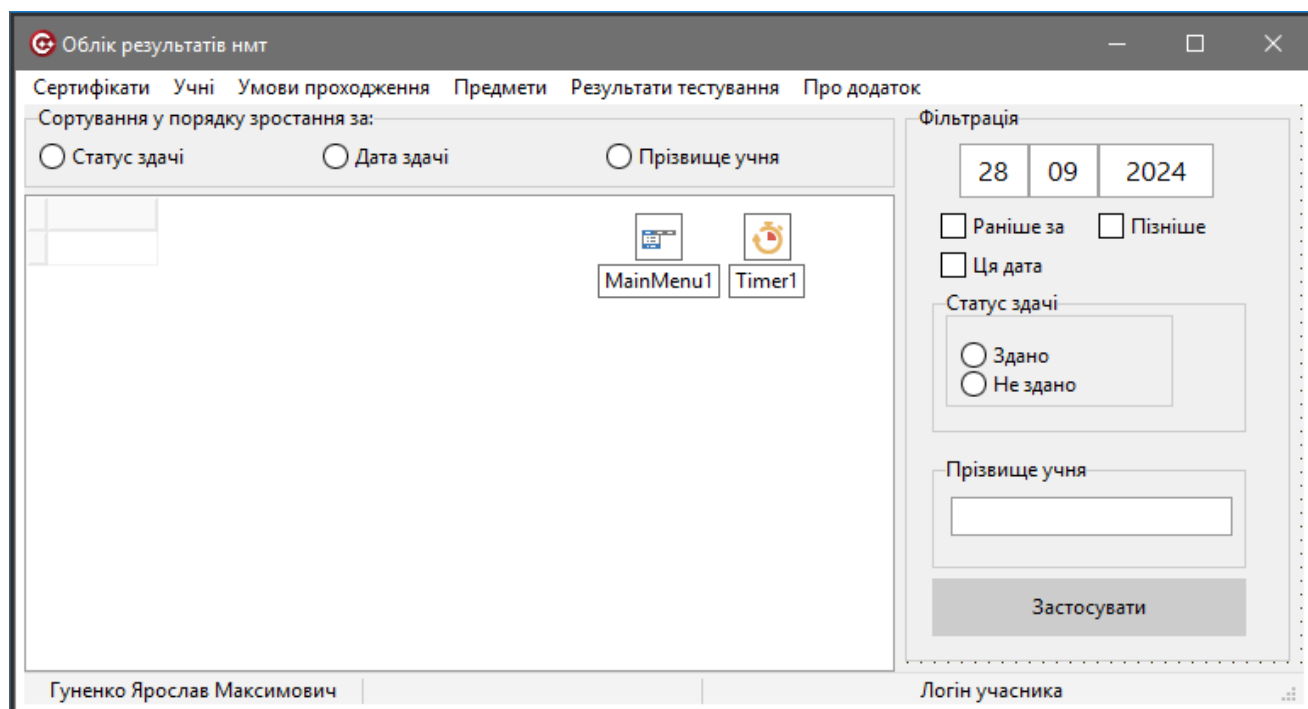 Облік результатів нмт
Сертифікати Учні Умови проходження Предмети Результати тестування Про додаток
Сортування у порядку зростання за:
Статус здачі Дата здачі Прізвище учня
MainMenu1 Timer1
Фільтрація
28 09 2024
Раніше за Пізніше
Ця дата
Статус здачі
Здано
Не здано
Прізвище учня
Застосувати
Гуненко Ярослав Максимович Логін учасника